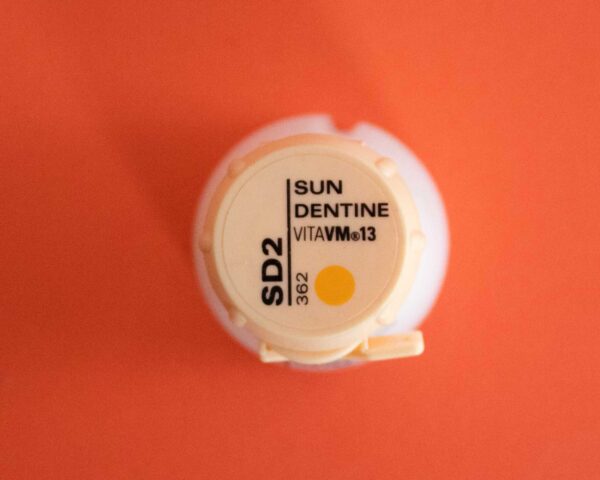 SUN
DENTINE
VITAVM®13
SD2
362